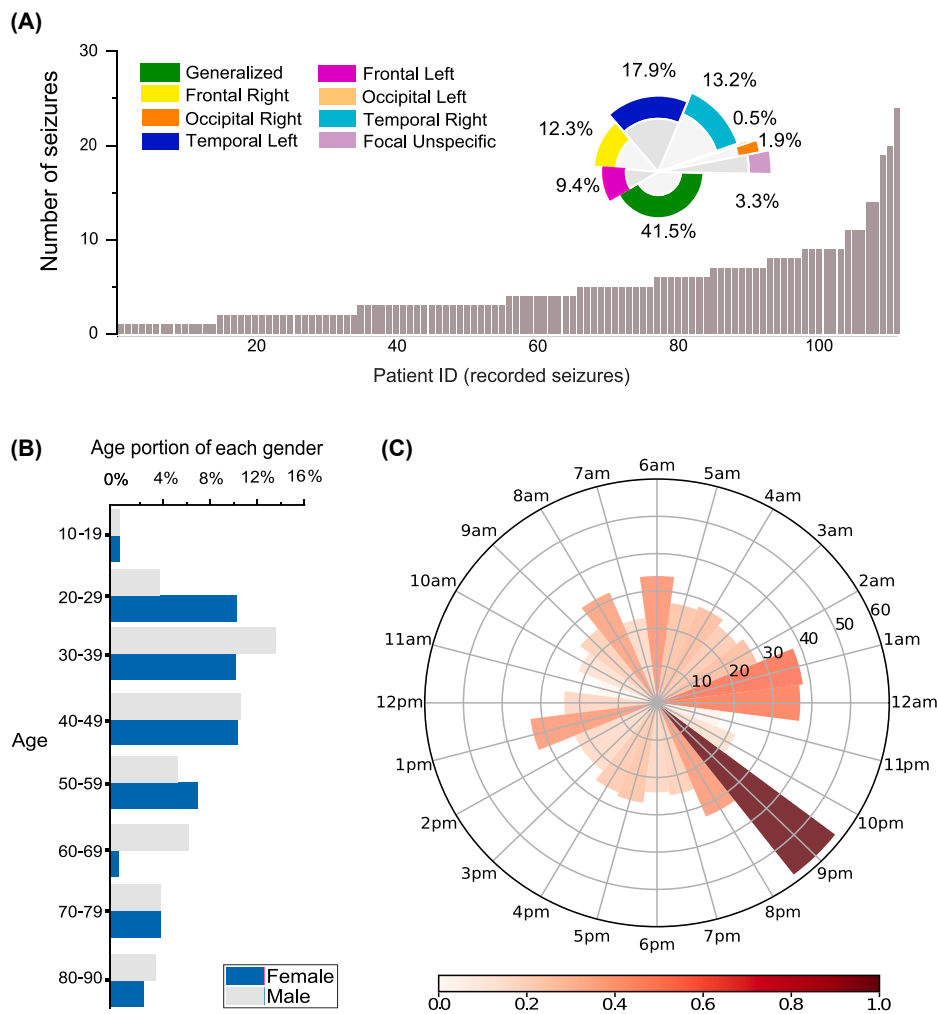 (A)
Number of seizures
30
20
10
0
Generalized
Frontal Right
Occipital Right
Temporal Left
Frontal Left
Occipital Left
Temporal Right
Focal Unspecific
17.9%
13.2%
0.5%
1.9%
12.3%
9.4%
3.3%
41.5%
20 40 60 80 100
Patient ID (recorded seizures)
(B)
Age portion of each gender
0% 4% 8% 12% 16%
Age
10-19
20-29
30-39
40-49
50-59
60-69
70-79
80-90
Female
Male
(C)
6am
5am
4am
3am
2am
1am
12am
11pm
10pm
9pm
8pm
7pm
6pm
5pm
4pm
3pm
2pm
1pm
12pm
11am
10am
9am
8am
7am
10 20 30 40 50 60
0.0 0.2 0.4 0.6 0.8 1.0